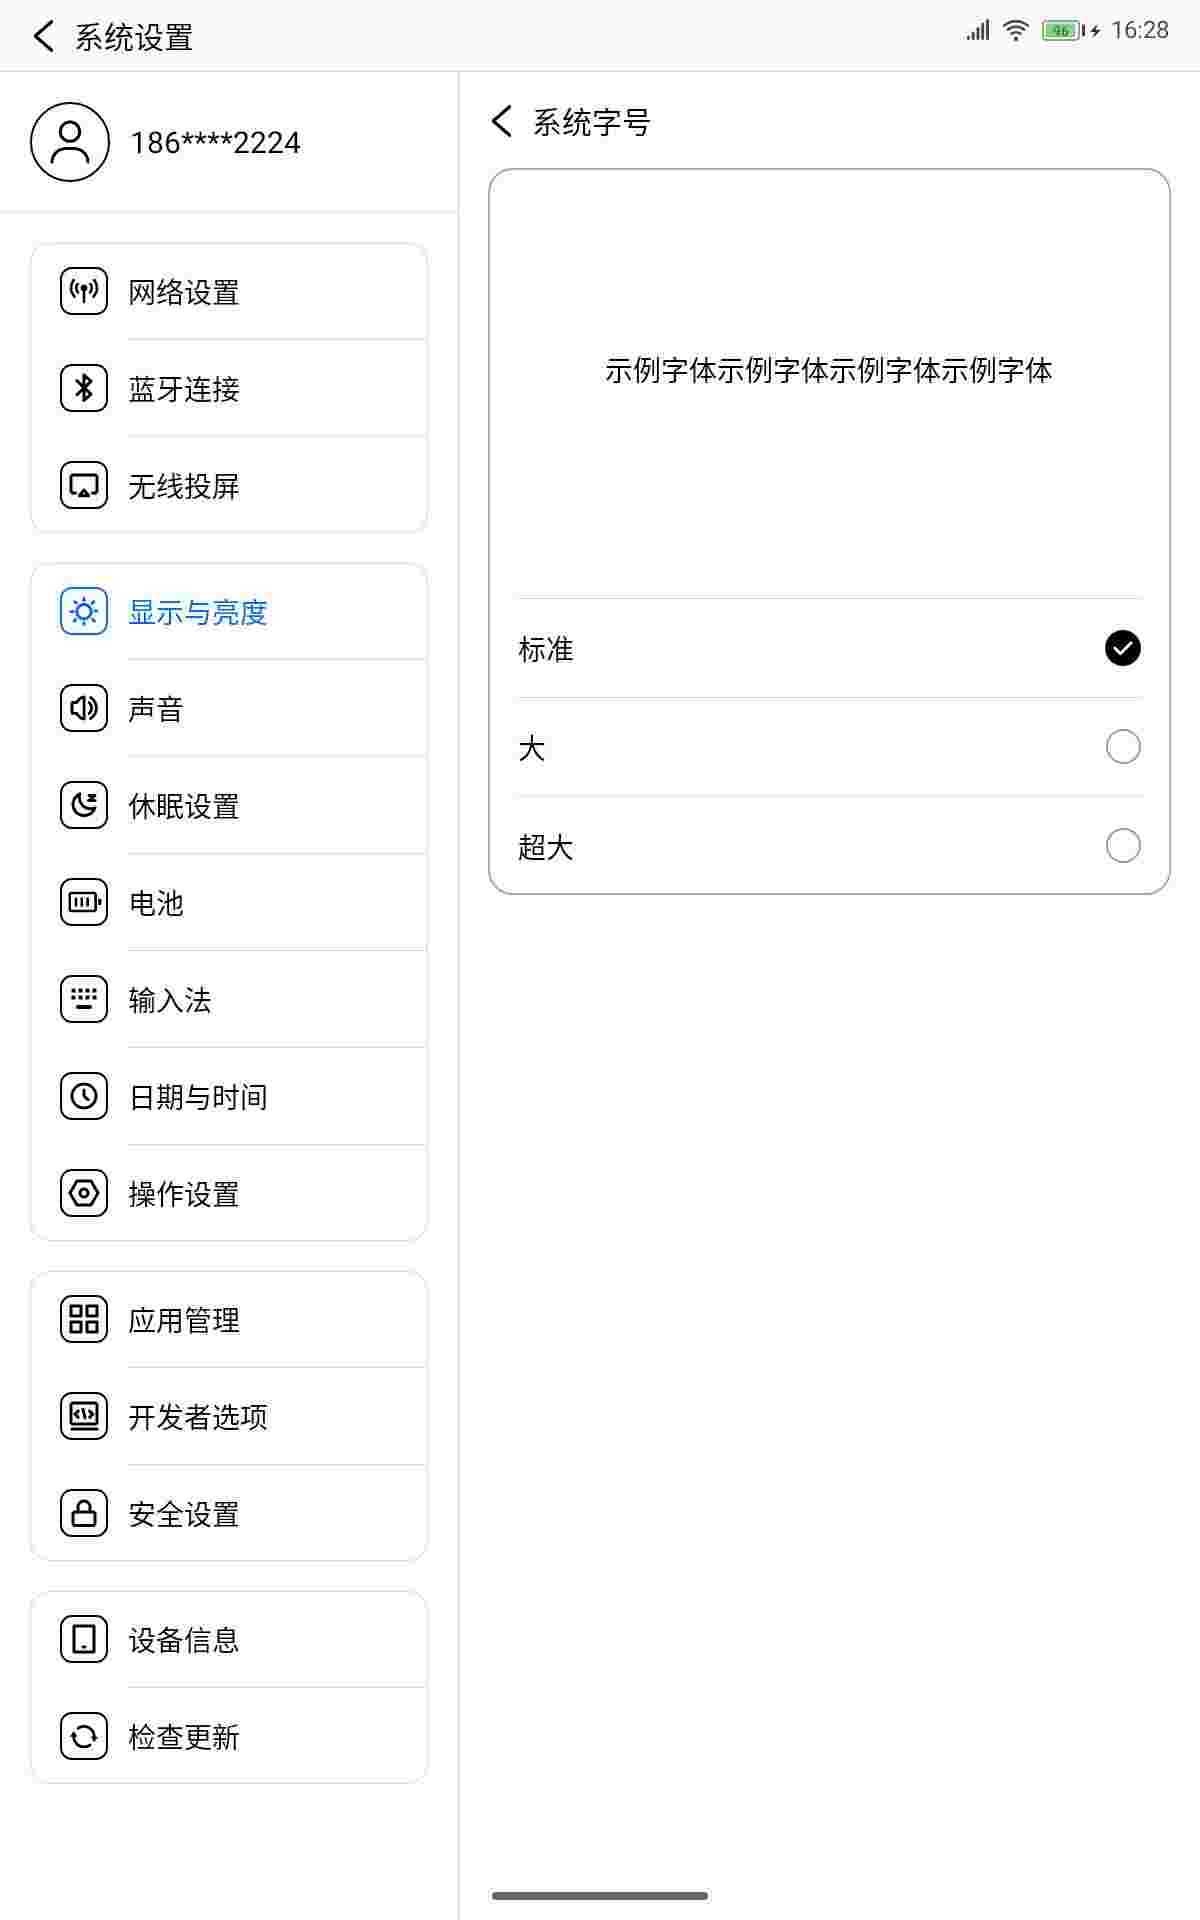 系统设置
96
16:28
186****2224
网络设置
蓝牙连接
无线投屏
显示与亮度
声音
休眠设置
电池
输入法
日期与时间
操作设置
应用管理
开发者选项
安全设置
设备信息
检查更新
系统字号
示例字体示例字体示例字体示例字体
标准
大
超大